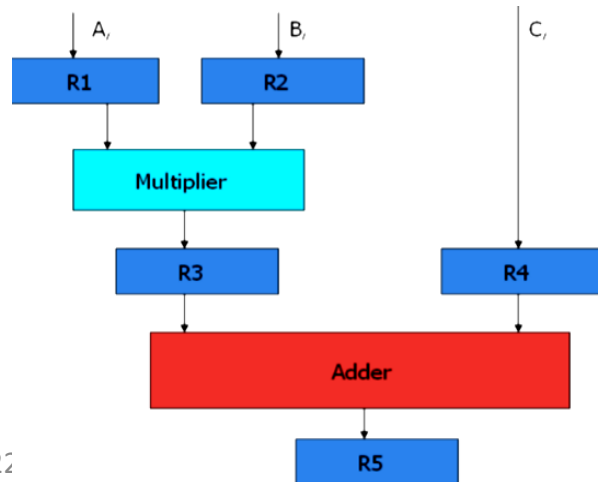 A, B, C,
R1 R2
Multiplier
R3 R4
Adder
R5